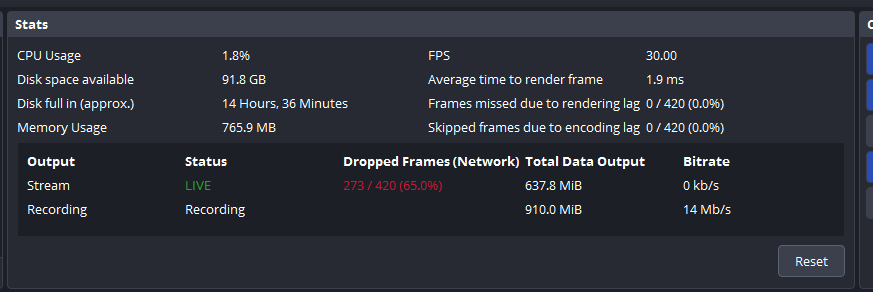 Stats
CPU Usage 1.8% FPS 30.00
Disk space available 91.8 GB Average time to render frame 1.9 ms
Disk full in (approx.) 14 Hours, 36 Minutes Frames missed due to rendering lag 0 / 420 (0.0%)
Memory Usage 765.9 MB Skipped frames due to encoding lag 0 / 420 (0.0%)
Output Status Dropped Frames (Network) Total Data Output Bitrate
Stream LIVE 273 / 420 (65.0%) 637.8 MiB 0 kb/s
Recording Recording 910.0 MiB 14 Mb/s
Reset